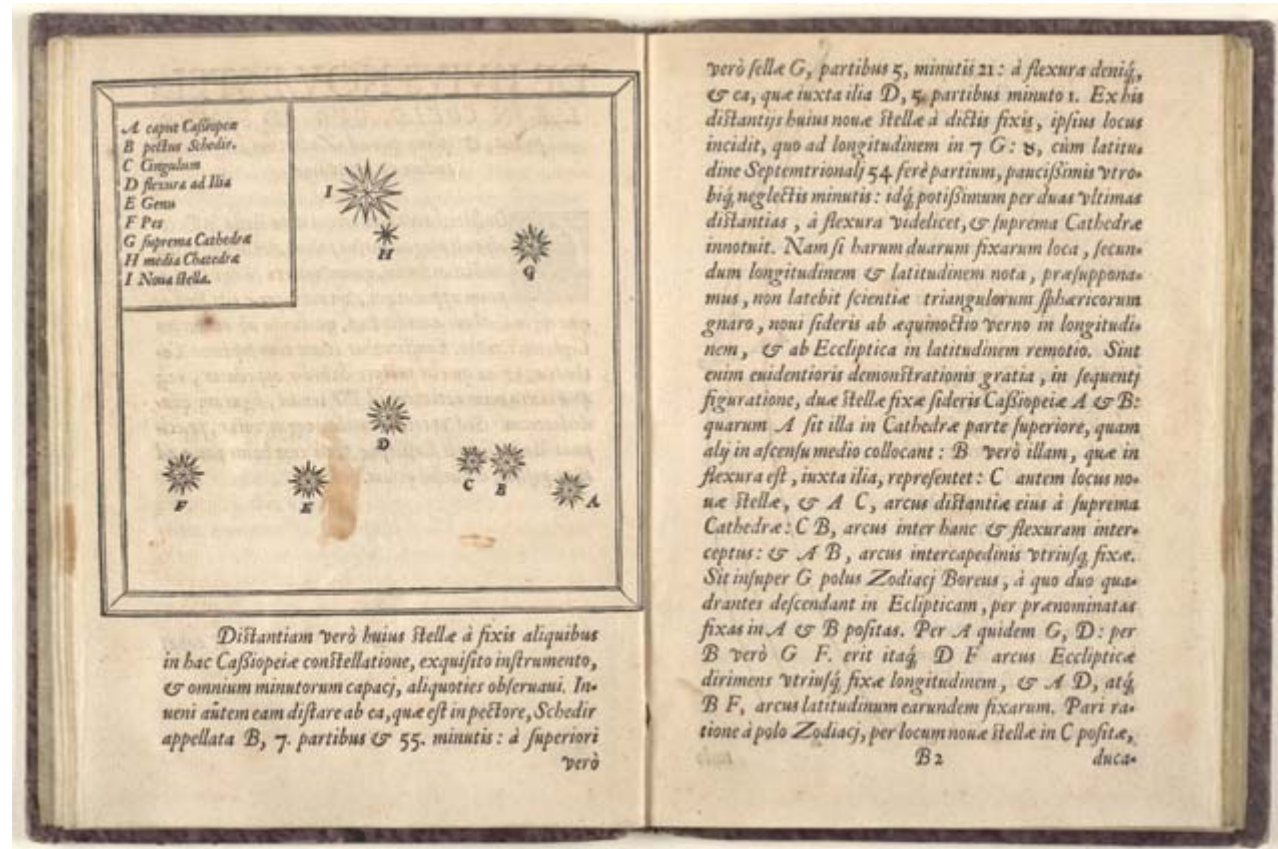 A caput Cassiopeæ
B pectus Schedir.
C Cingulum
D flexura ad Ilia
E Genu
F Pes
G suprema Cathedræ
H media Chatedræ
I Noua stella.
I
H
G
D
F
E
C
B
A
Distantiam verò huius stellæ à fixis aliquibus
in hac Cassiopeiæ constellatione, exquisito instrumento,
& omnium minutorum capacj, aliquoties obseruaui. In-
ueni aūtem eam distare ab ea, quæ est in pectore, Schedir
appellata B, 7. partibus & 55. minutis: à superiori
verò
verò sellæ G, partibus 5, minutis 21: à flexura deniq́,
& ea, quæ iuxta ilia D, 5, partibus minuto 1. Ex his
distantijs huius nouæ stellæ à dictis fixis, ipsius locus
incidit, quo ad longitudinem in 7 G: ♉, cùm latitu-
dine Septemtrionalj 54 ferè partium, paucissimis vtro-
biq́ neglectis minutis: idq́ potissimum per duas vltimas
distantias, à flexura videlicet, & suprema Cathedræ
innotuit. Nam si harum duarum fixarum loca, secun-
dum longitudinem & latitudinem nota, præsuppona-
mus, non latebit scientiæ triangulorum sphæricorum
gnaro, noui sideris ab æquinoctio verno in longitudi-
nem, & ab Eccliptica in latitudinem remotio. Sint
enim euidentioris demonstrationis gratia, in sequentj
figuratione, duæ stellæ fixæ sideris Cassiopeiæ A & B:
quarum A sit illa in Cathedræ parte superiore, quam
alij in ascensu medio collocant: B verò illam, quæ in
flexura est, iuxta ilia, repræsentet: C autem locus no-
uæ stellæ, & A C, arcus distantiæ eius à suprema
Cathedræ: C B, arcus inter hanc & flexuram inter-
ceptus: & A B, arcus intercapedinis vtriusq́ fixæ.
Sit insuper G polus Zodiacj Boreus, à quo duo qua-
drantes descendant in Eclipticam, per prænominatas
fixas in A & B positas. Per A quidem G, D: per
B verò G F. erit itaq́ D F arcus Ecclipticæ
dirimens vtriusq́ fixæ longitudinem, & A D, atq́
B F, arcus latitudinum earundem fixarum. Pari ra-
tione à polo Zodiacj, per locum nouæ stellæ in C positæ,
B 2
duca-